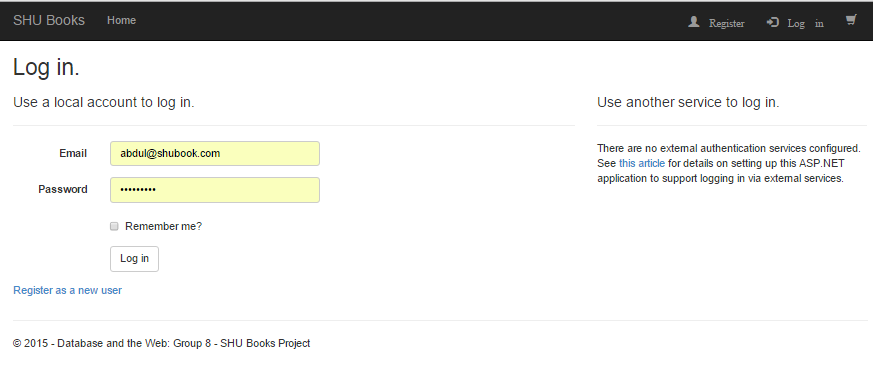 SHU Books Home Register Log in
Log in.
Use a local account to log in.
Email abdul@shubook.com
Password •••••••••
Remember me?
Log in
Register as a new user
Use another service to log in.
There are no external authentication services configured.
See this article for details on setting up this ASP.NET
application to support logging in via external services.
© 2015 - Database and the Web: Group 8 - SHU Books Project